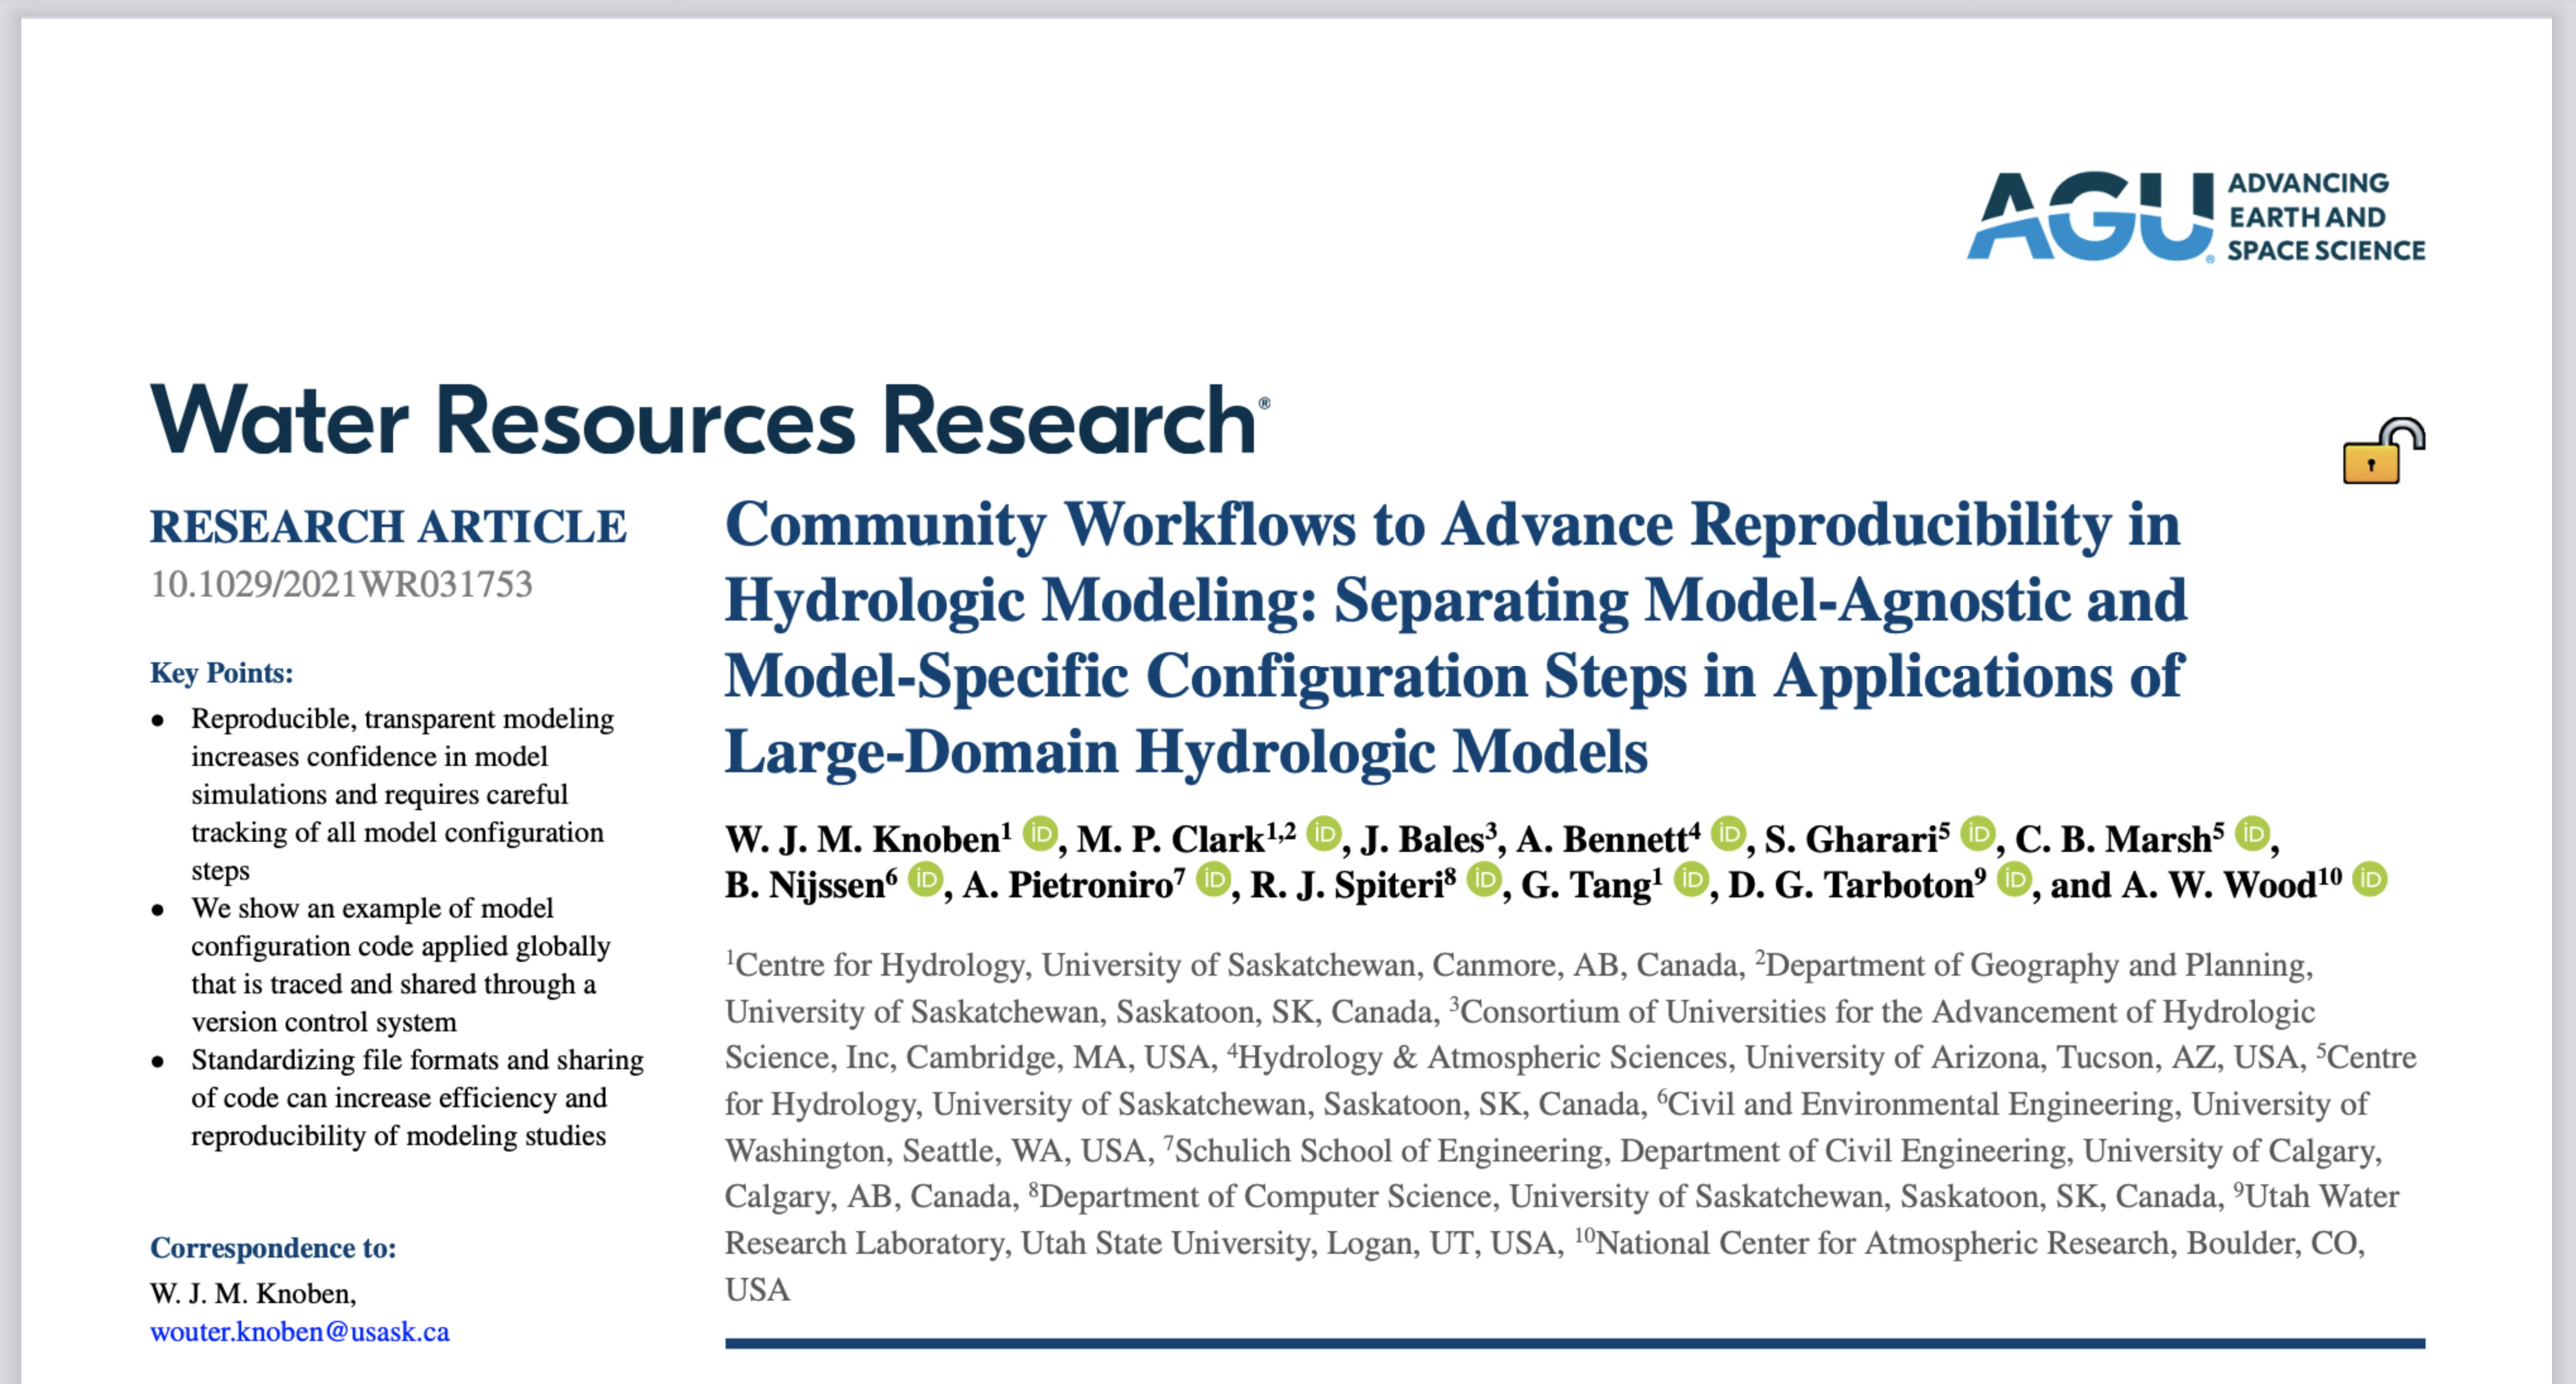 AGU
ADVANCING
EARTH AND
SPACE SCIENCE
Water Resources Research®
RESEARCH ARTICLE
10.1029/2021WR031753
Key Points:
• Reproducible, transparent modeling
increases confidence in model
simulations and requires careful
tracking of all model configuration
steps
• We show an example of model
configuration code applied globally
that is traced and shared through a
version control system
• Standardizing file formats and sharing
of code can increase efficiency and
reproducibility of modeling studies
Correspondence to:
W. J. M. Knoben,
wouter.knoben@usask.ca
Community Workflows to Advance Reproducibility in
Hydrologic Modeling: Separating Model-Agnostic and
Model-Specific Configuration Steps in Applications of
Large-Domain Hydrologic Models
W. J. M. Knoben¹ iD, M. P. Clark¹,² iD, J. Bales³, A. Bennett⁴ iD, S. Gharari⁵ iD, C. B. Marsh⁵ iD,
B. Nijssen⁶ iD, A. Pietroniro⁷ iD, R. J. Spiteri⁸ iD, G. Tang¹ iD, D. G. Tarboton⁹ iD, and A. W. Wood¹⁰ iD
¹Centre for Hydrology, University of Saskatchewan, Canmore, AB, Canada, ²Department of Geography and Planning,
University of Saskatchewan, Saskatoon, SK, Canada, ³Consortium of Universities for the Advancement of Hydrologic
Science, Inc, Cambridge, MA, USA, ⁴Hydrology & Atmospheric Sciences, University of Arizona, Tucson, AZ, USA, ⁵Centre
for Hydrology, University of Saskatchewan, Saskatoon, SK, Canada, ⁶Civil and Environmental Engineering, University of
Washington, Seattle, WA, USA, ⁷Schulich School of Engineering, Department of Civil Engineering, University of Calgary,
Calgary, AB, Canada, ⁸Department of Computer Science, University of Saskatchewan, Saskatoon, SK, Canada, ⁹Utah Water
Research Laboratory, Utah State University, Logan, UT, USA, ¹⁰National Center for Atmospheric Research, Boulder, CO,
USA